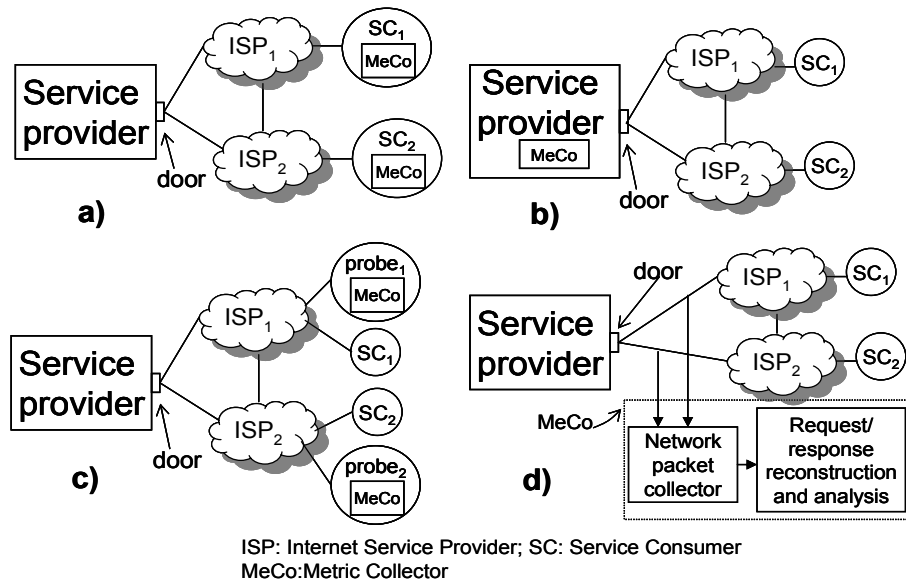 Service
provider
door
ISP1
ISP2
SC1
MeCo
SC2
MeCo
a)
Service
provider
MeCo
door
ISP1
ISP2
SC1
SC2
b)
Service
provider
door
ISP1
ISP2
probe1
MeCo
SC1
SC2
probe2
MeCo
c)
Service
provider
door
ISP1
ISP2
SC1
SC2
MeCo
Network
packet
collector
Request/
response
reconstruction
and analysis
d)
ISP: Internet Service Provider; SC: Service Consumer
MeCo:Metric Collector